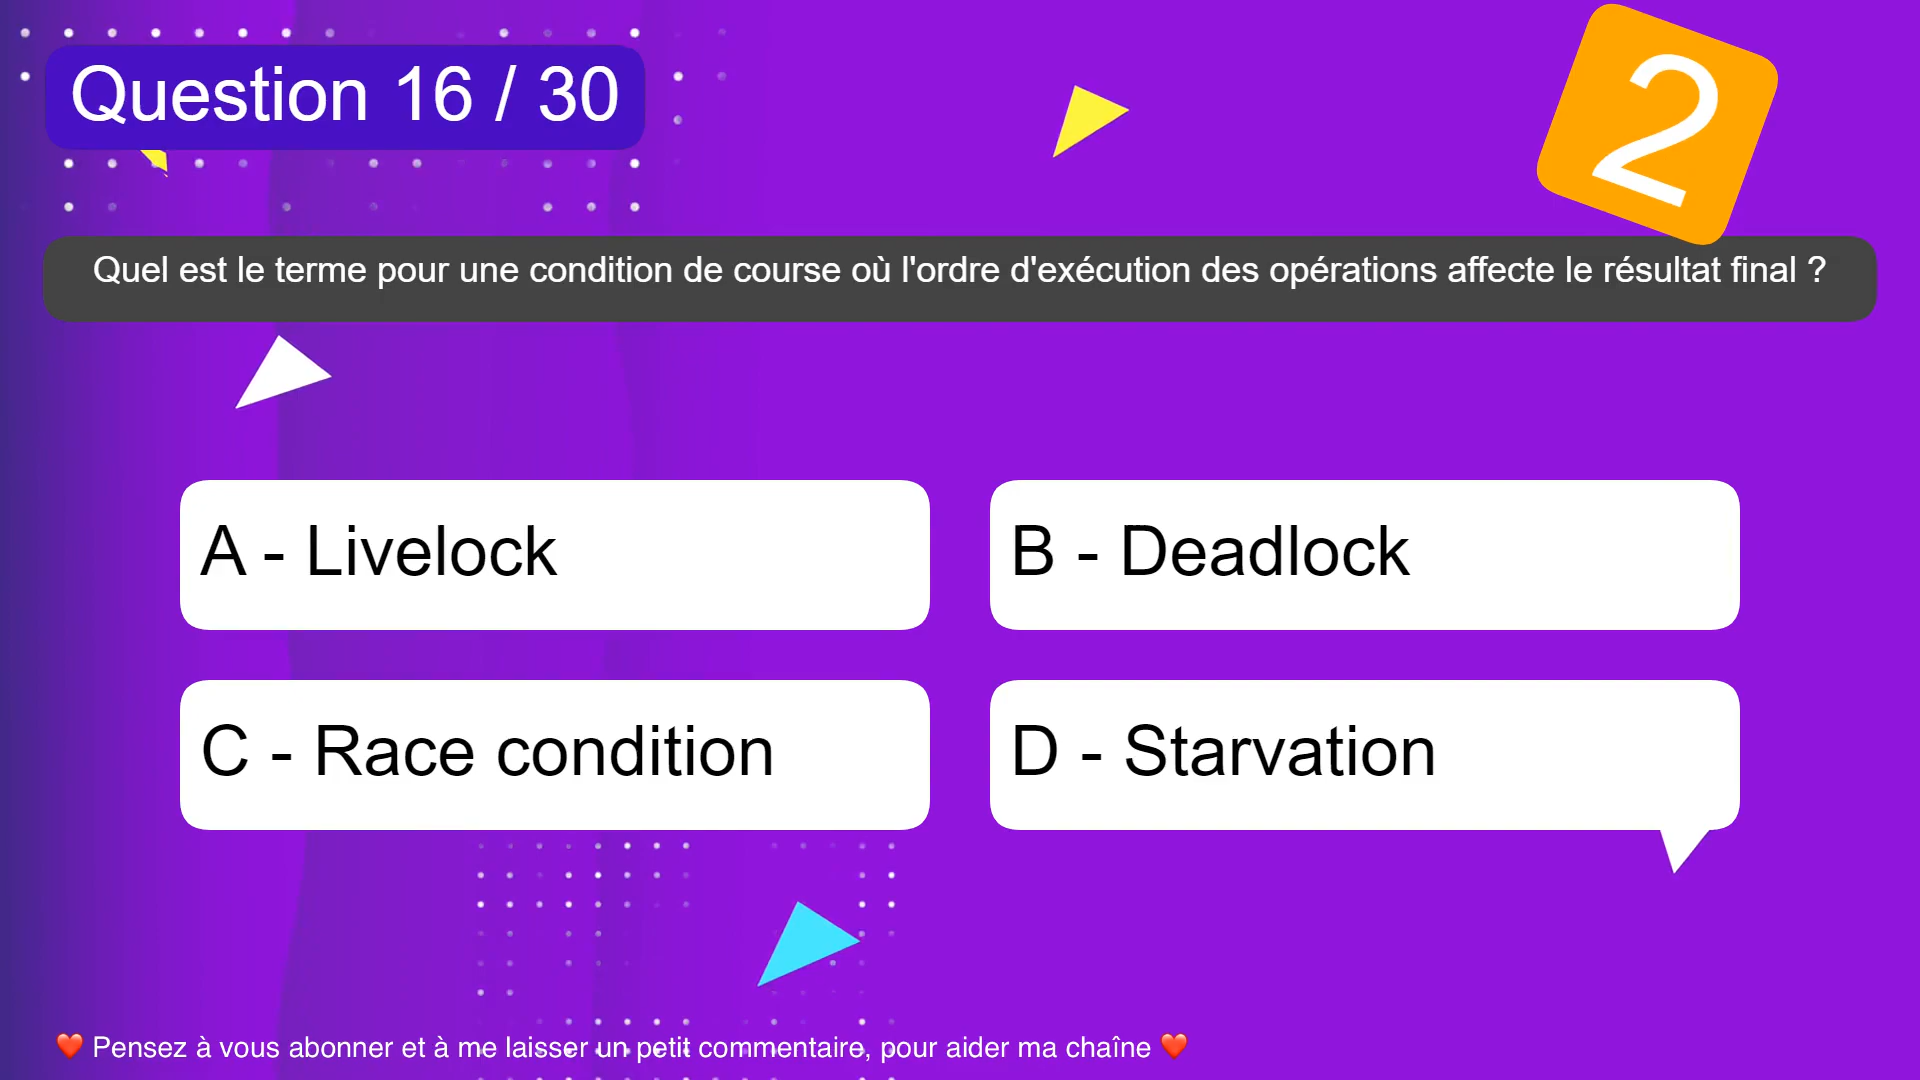 Question 16 / 30
2
Quel est le terme pour une condition de course où l'ordre d'exécution des opérations affecte le résultat final ?
A - Livelock
B - Deadlock
C - Race condition
D - Starvation
❤️ Pensez à vous abonner et à me laisser un petit commentaire, pour aider ma chaîne ❤️